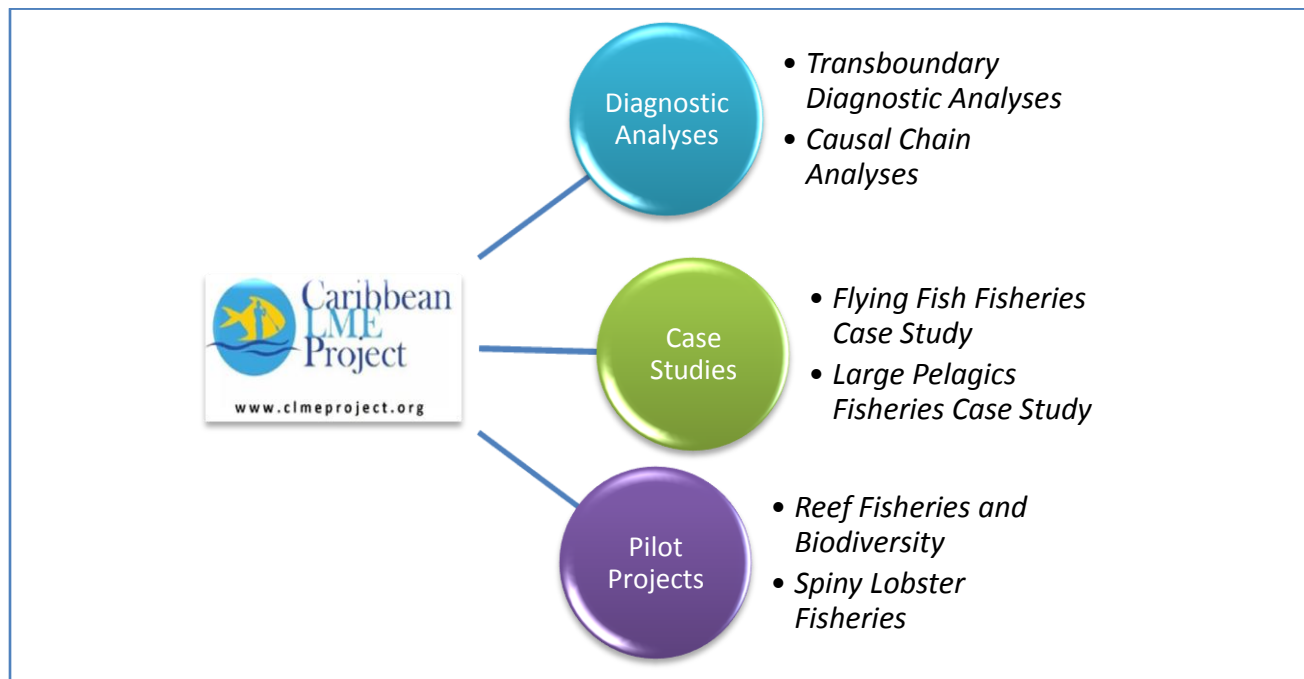 Diagnostic
Analyses
• Transboundary
Diagnostic Analyses
• Causal Chain
Analyses
Caribbean
LME
Project
www.clmeproject.org
Case
Studies
• Flying Fish Fisheries
Case Study
• Large Pelagics
Fisheries Case Study
Pilot
Projects
• Reef Fisheries and
Biodiversity
• Spiny Lobster
Fisheries